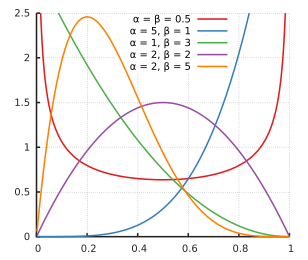 2.5
α = β = 0.5
α = 5, β = 1
α = 1, β = 3
α = 2, β = 2
α = 2, β = 5
2
1.5
1
0.5
0
0 0.2 0.4 0.6 0.8 1